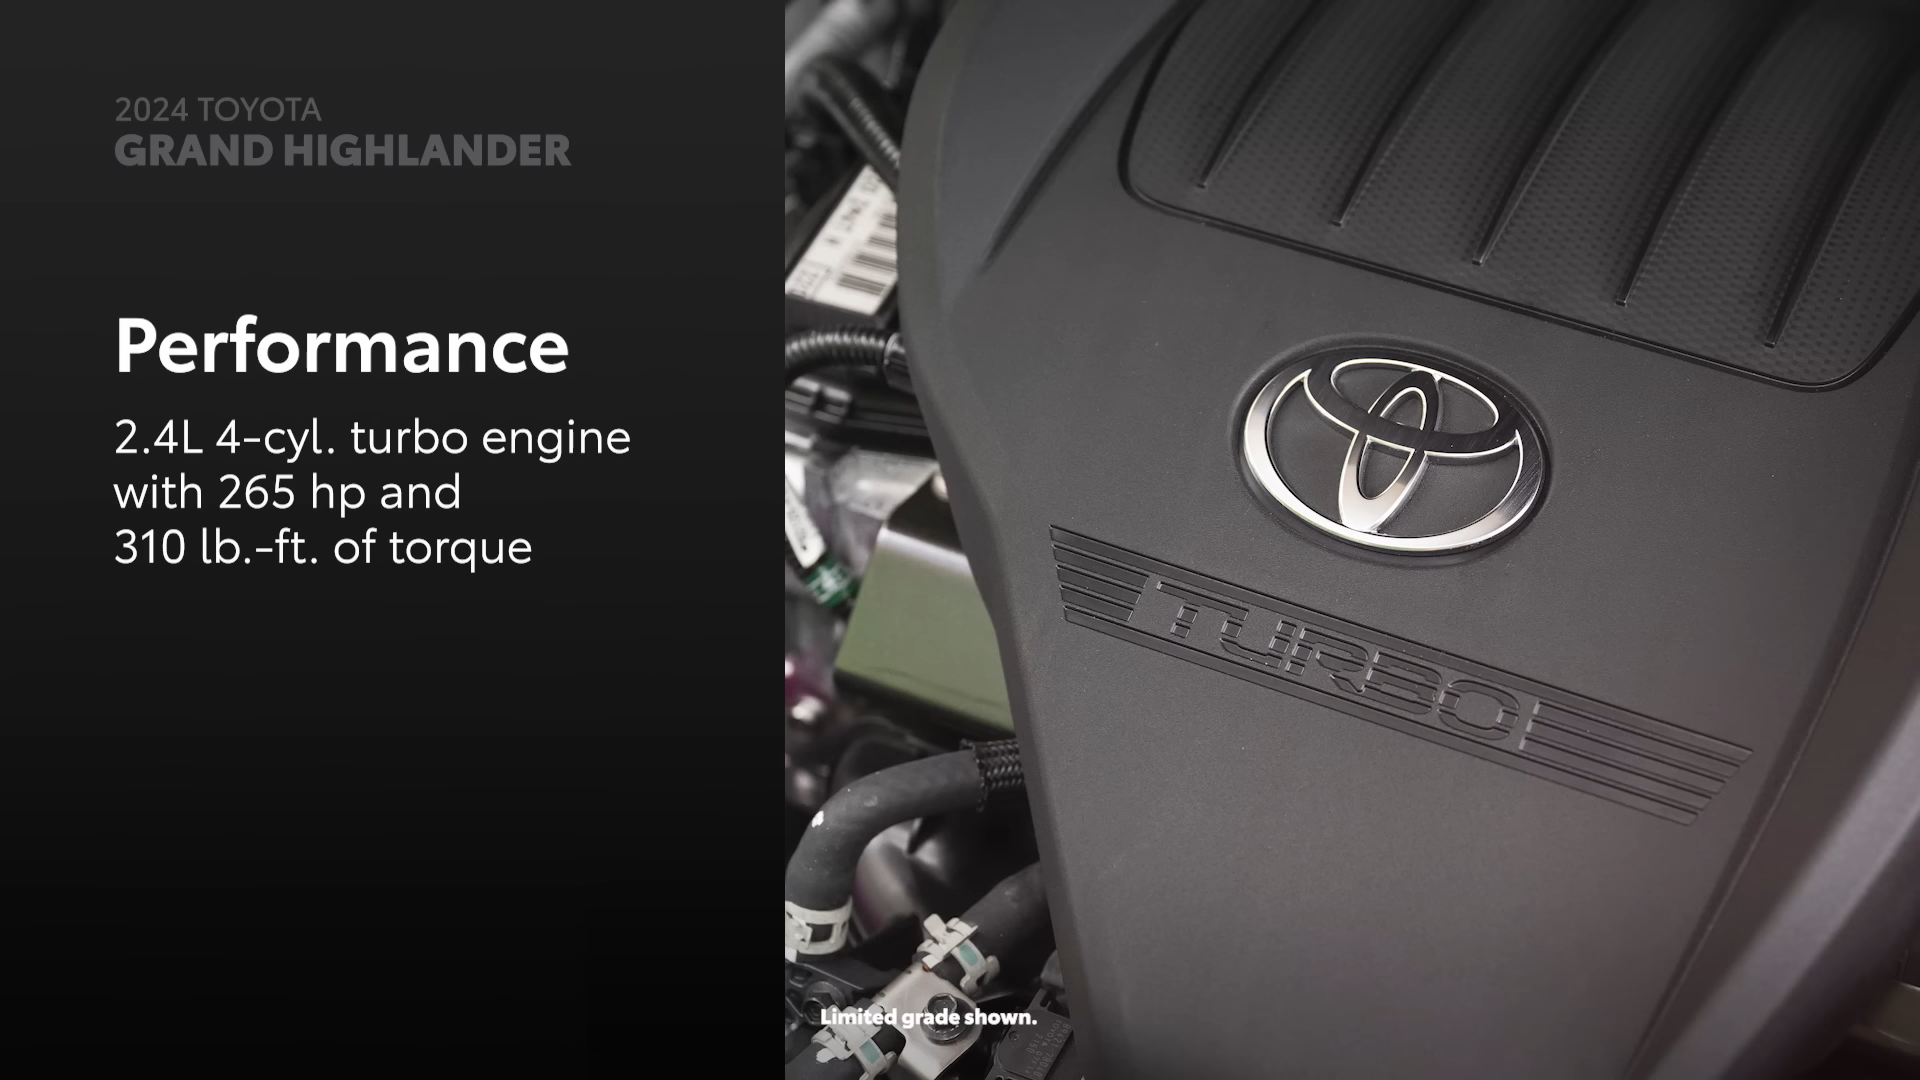 2024 TOYOTA
GRAND HIGHLANDER
Performance
2.4L 4-cyl. turbo engine
with 265 hp and
310 lb.-ft. of torque
TURBO
Limited grade shown.